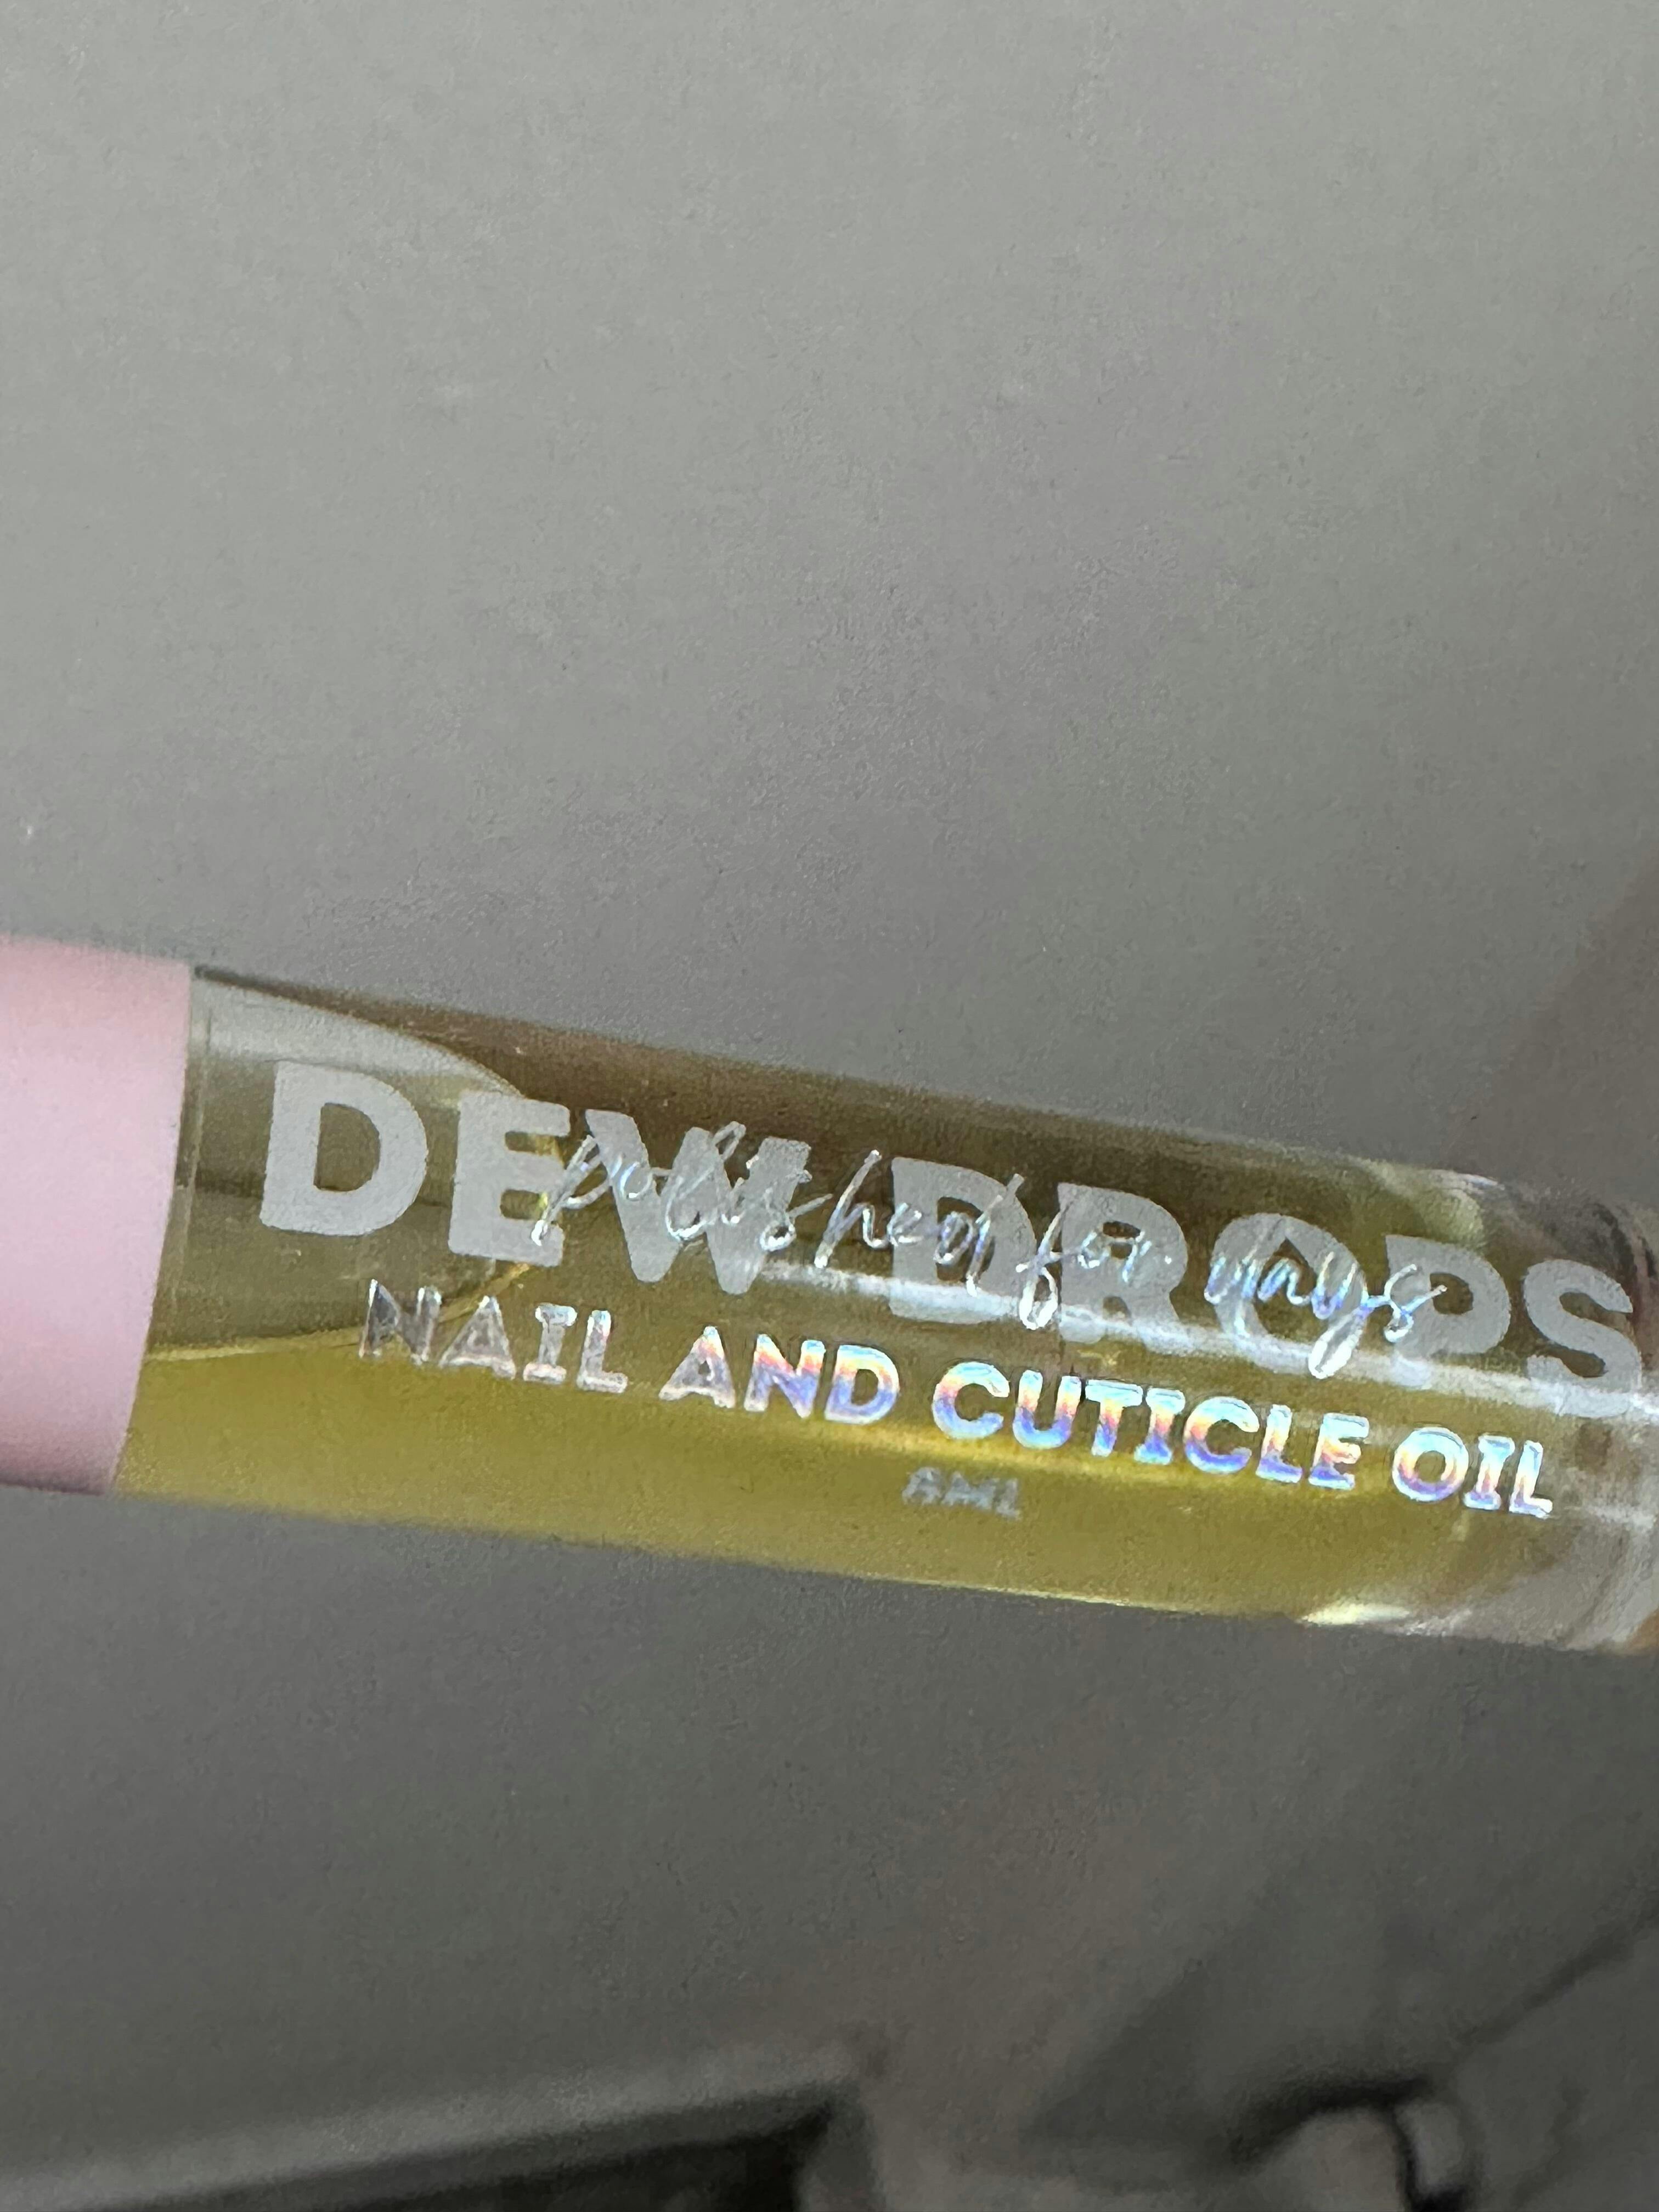 DEW DROPS
polished for days
NAIL AND CUTICLE OIL